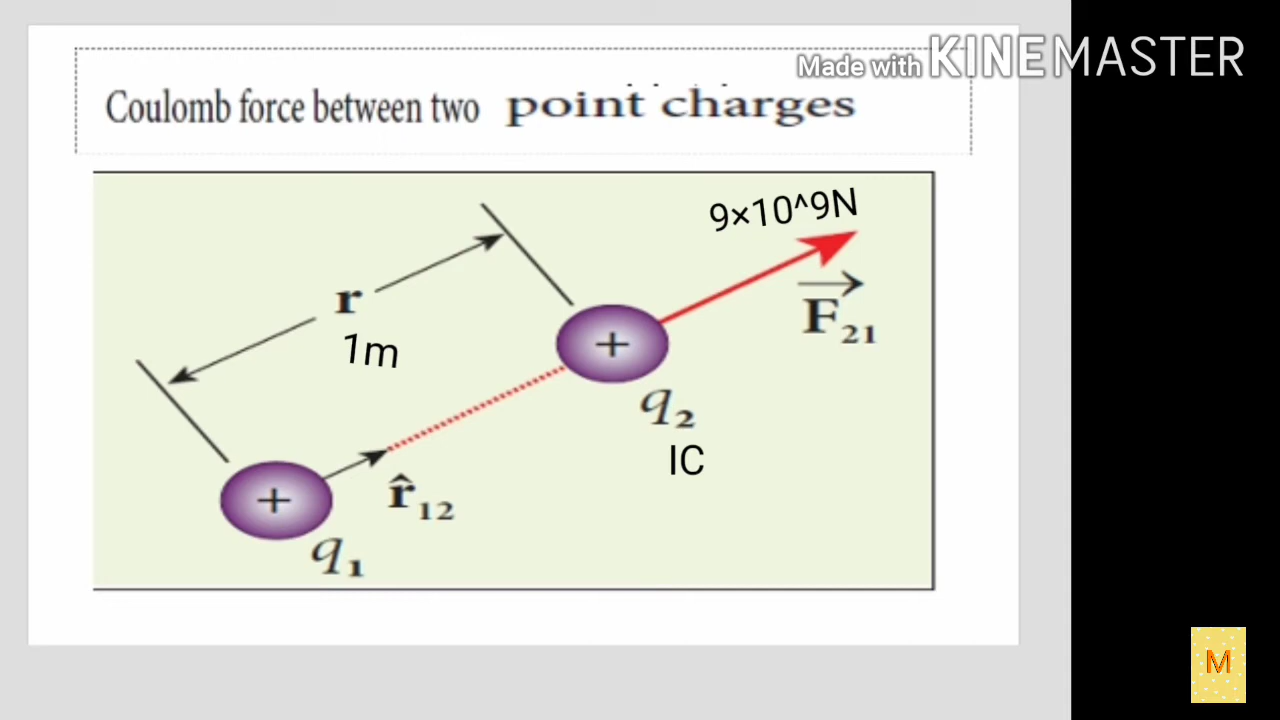 Made with KINEMASTER
Coulomb force between two point charges
9×10^9N
r
1m
F₂₁
+
q₂
IC
r̂₁₂
+
q₁
M